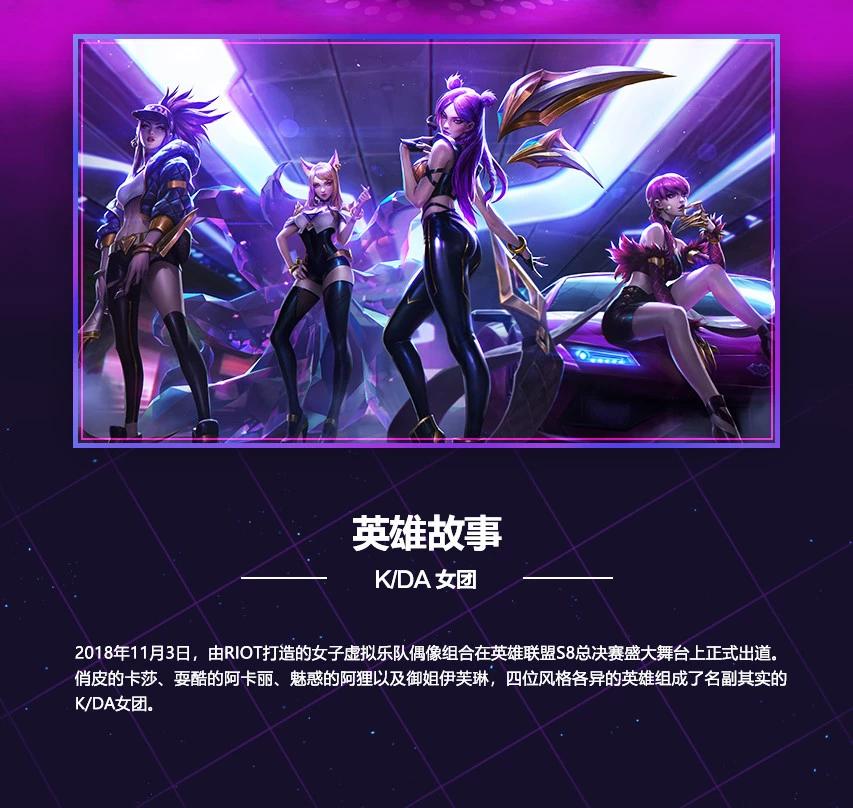 英雄故事
K/DA 女团
2018年11月3日，由RIOT打造的女子虚拟乐队偶像组合在英雄联盟S8总决赛盛大舞台上正式出道。
俏皮的卡莎、耍酷的阿卡丽、魅惑的阿狸以及御姐伊芙琳，四位风格各异的英雄组成了名副其实的
K/DA女团。